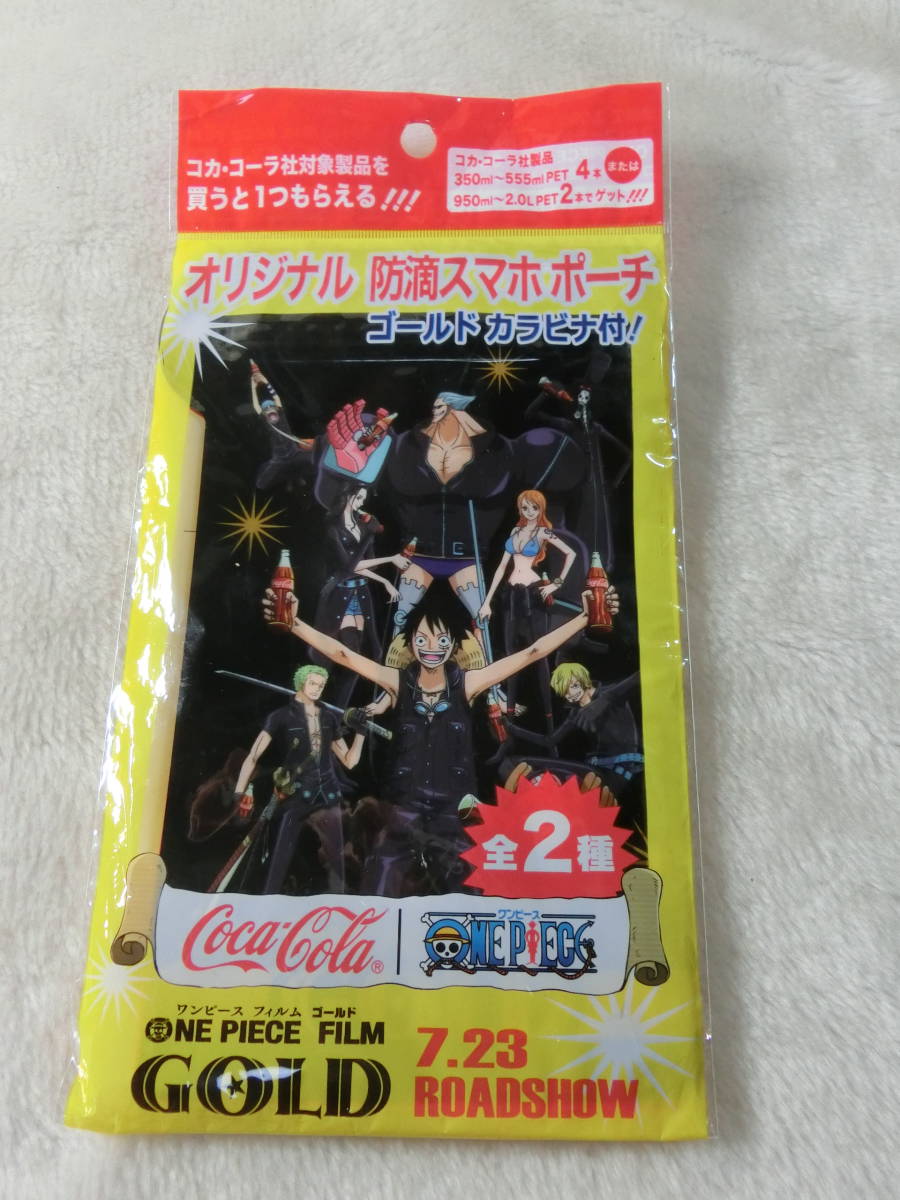 コカ・コーラ社対象製品を
買うと1つもらえる!!!
コカ・コーラ社製品
350ml～555ml PET 4本 または
950ml～2.0L PET 2本でゲット!!!
オリジナル 防滴スマホポーチ
ゴールド カラビナ付!
全2種
Coca-Cola®
ワンピース
ONE PIECE
ワンピース フィルム ゴールド
ONE PIECE FILM
GOLD
7.23
ROADSHOW